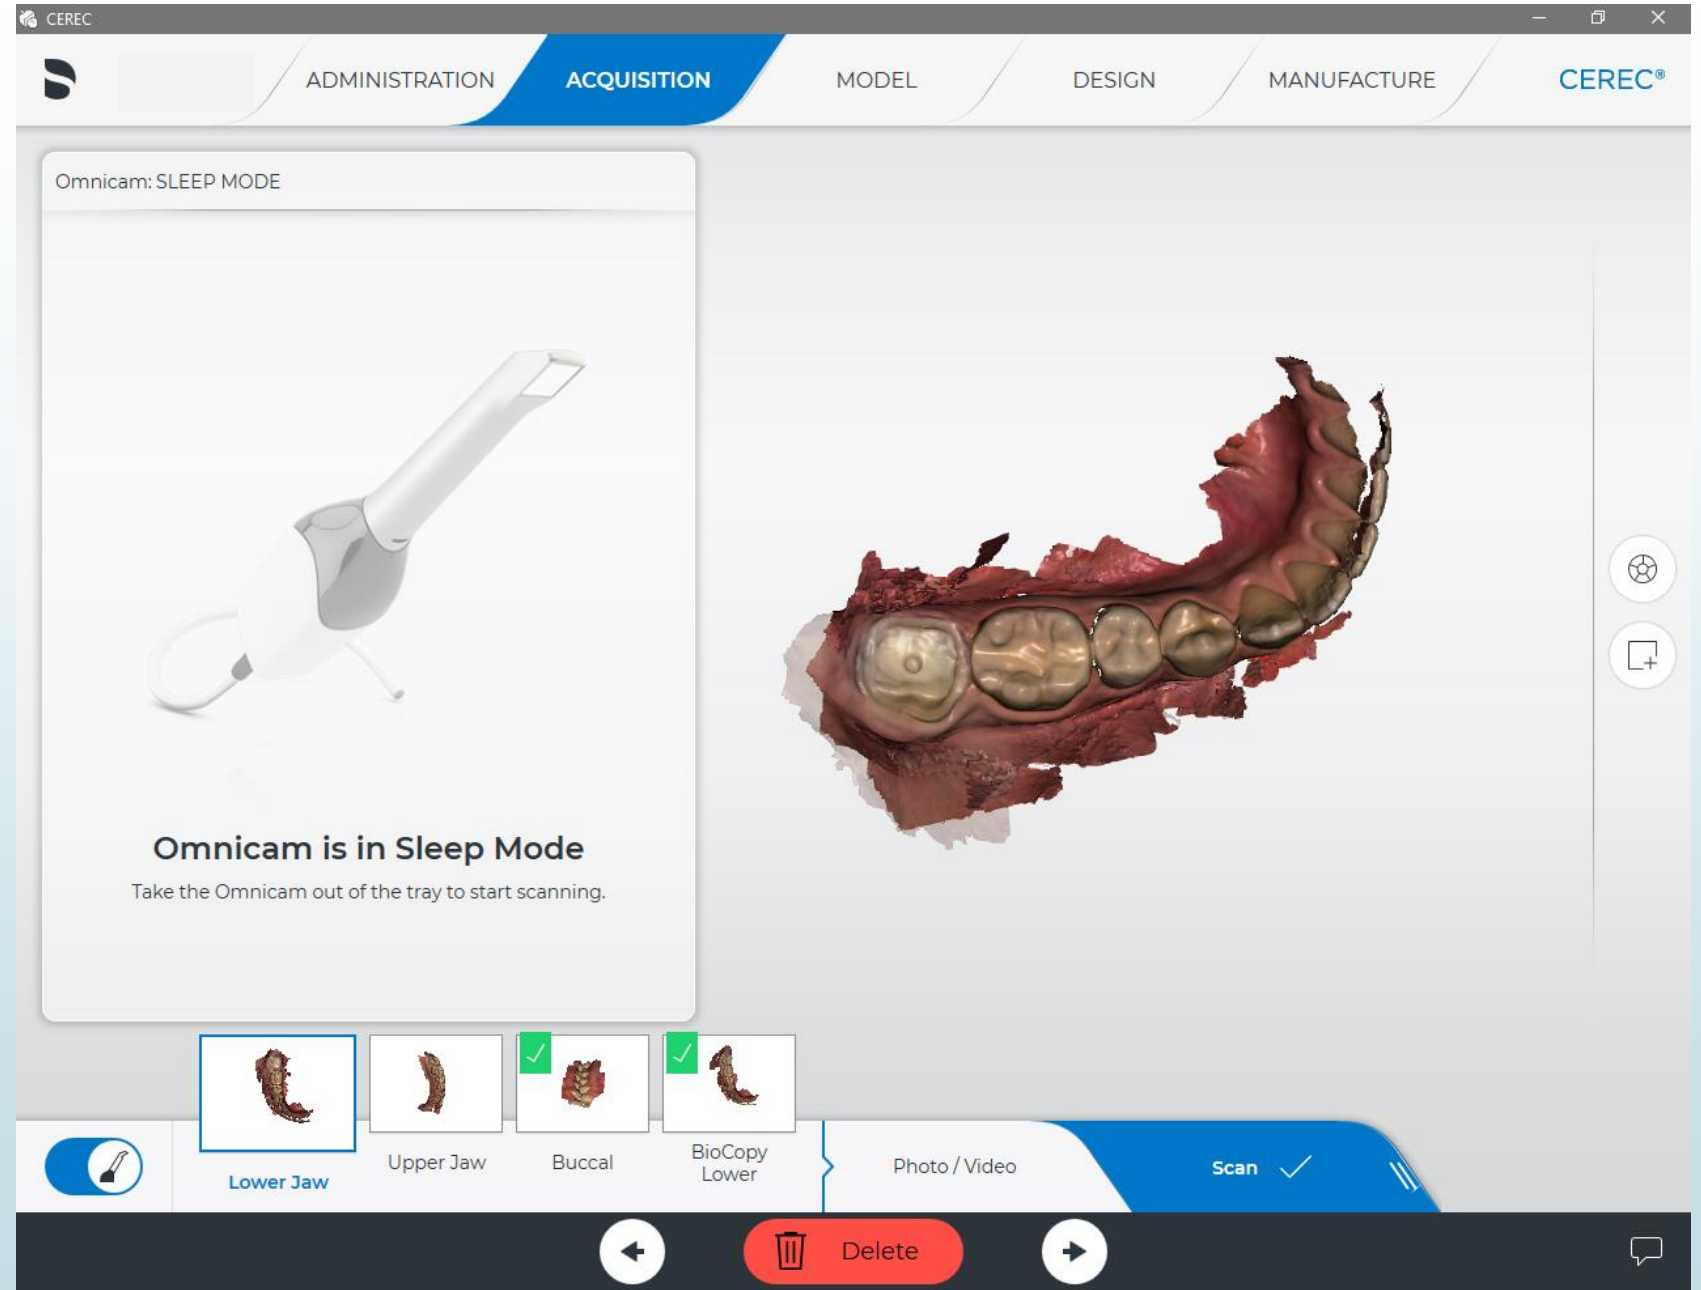 CEREC
ADMINISTRATION
ACQUISITION
MODEL
DESIGN
MANUFACTURE
CEREC®
Omnicam: SLEEP MODE
Omnicam is in Sleep Mode
Take the Omnicam out of the tray to start scanning.
Lower Jaw
Upper Jaw
Buccal
BioCopy
Lower
Photo / Video
Scan
Delete